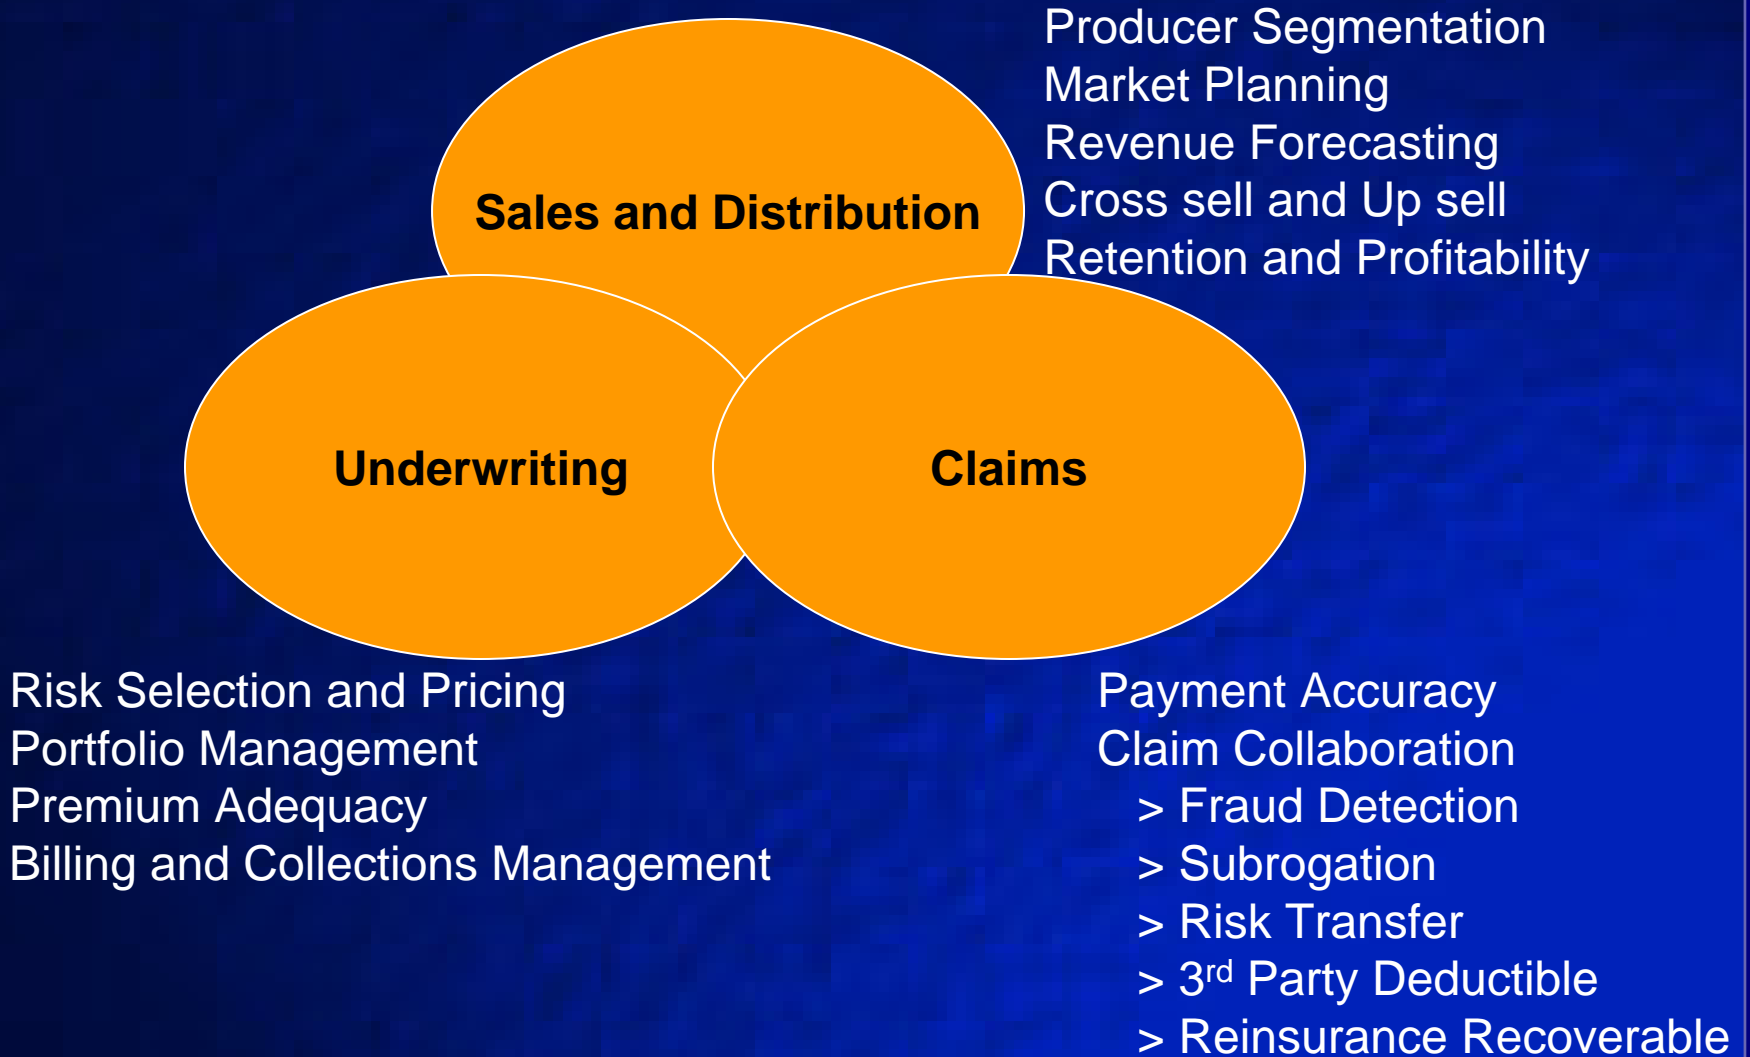 Producer Segmentation
Market Planning
Revenue Forecasting
Cross sell and Up sell
Retention and Profitability
Sales and Distribution
Underwriting
Claims
Risk Selection and Pricing
Portfolio Management
Premium Adequacy
Billing and Collections Management
Payment Accuracy
Claim Collaboration
> Fraud Detection
> Subrogation
> Risk Transfer
> 3rd Party Deductible
> Reinsurance Recoverable